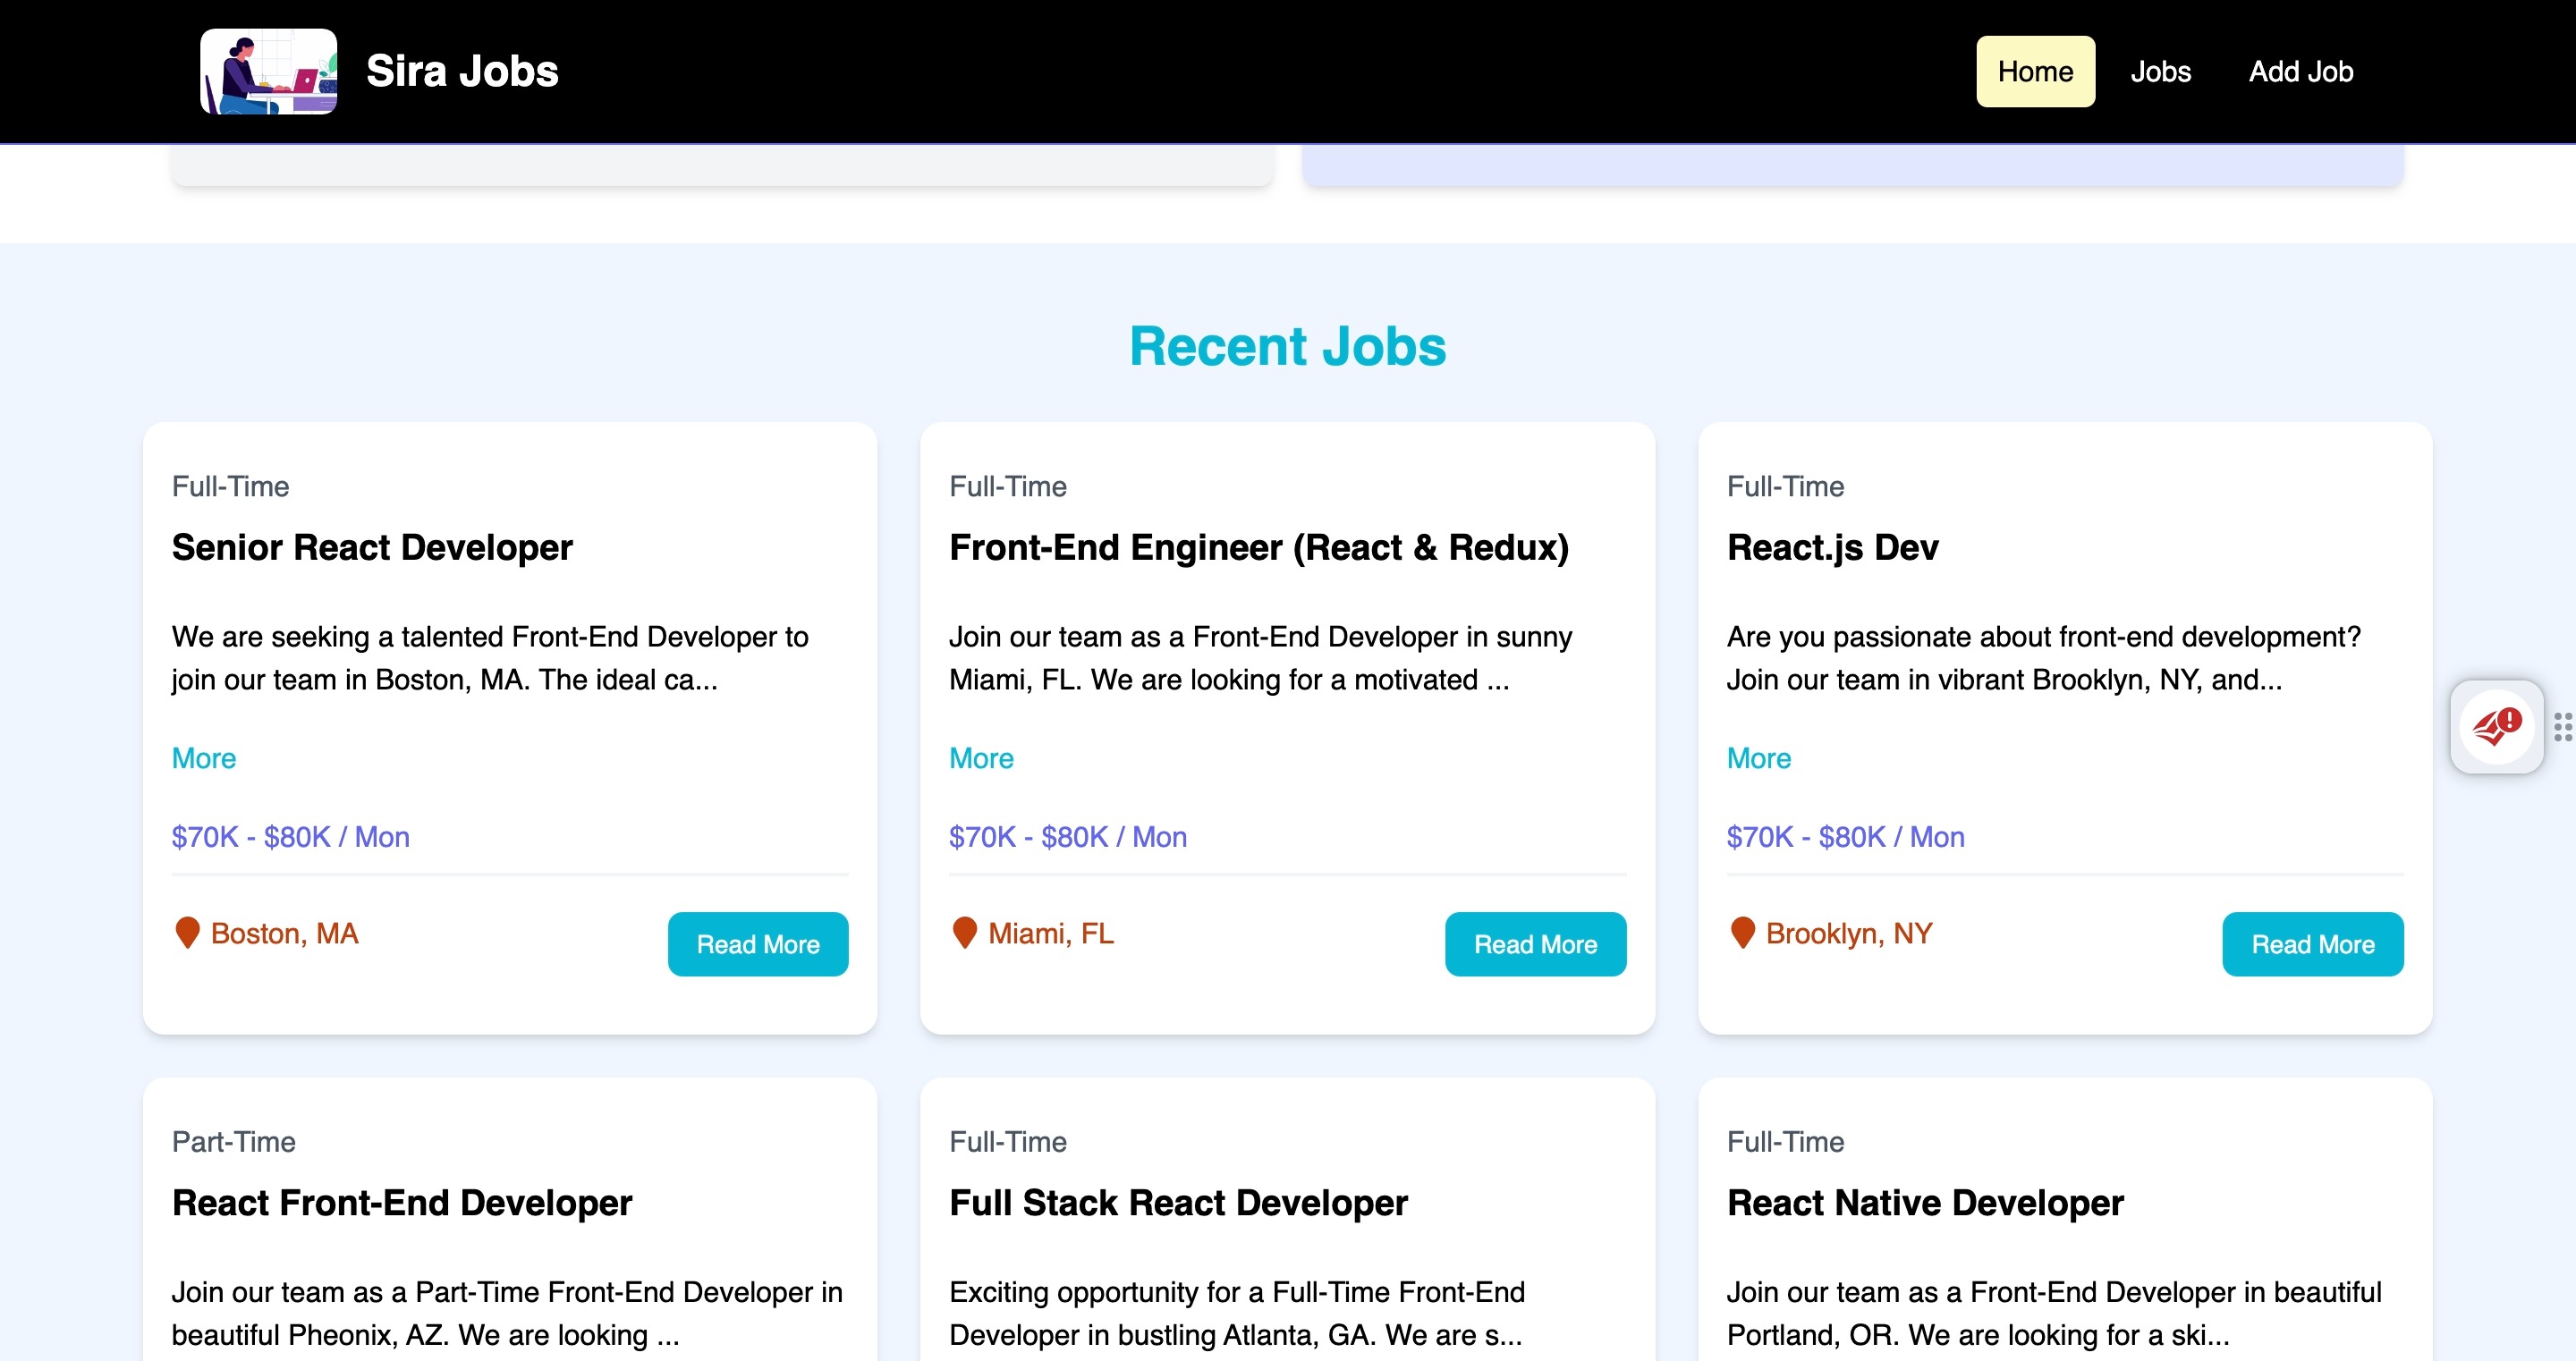 Sira Jobs
Home
Jobs
Add Job
Recent Jobs
Full-Time
Senior React Developer
We are seeking a talented Front-End Developer to
join our team in Boston, MA. The ideal ca...
More
$70K - $80K / Mon
Boston, MA
Read More
Full-Time
Front-End Engineer (React & Redux)
Join our team as a Front-End Developer in sunny
Miami, FL. We are looking for a motivated ...
More
$70K - $80K / Mon
Miami, FL
Read More
Full-Time
React.js Dev
Are you passionate about front-end development?
Join our team in vibrant Brooklyn, NY, and...
More
$70K - $80K / Mon
Brooklyn, NY
Read More
Part-Time
React Front-End Developer
Join our team as a Part-Time Front-End Developer in
beautiful Pheonix, AZ. We are looking ...
Full-Time
Full Stack React Developer
Exciting opportunity for a Full-Time Front-End
Developer in bustling Atlanta, GA. We are s...
Full-Time
React Native Developer
Join our team as a Front-End Developer in beautiful
Portland, OR. We are looking for a ski...